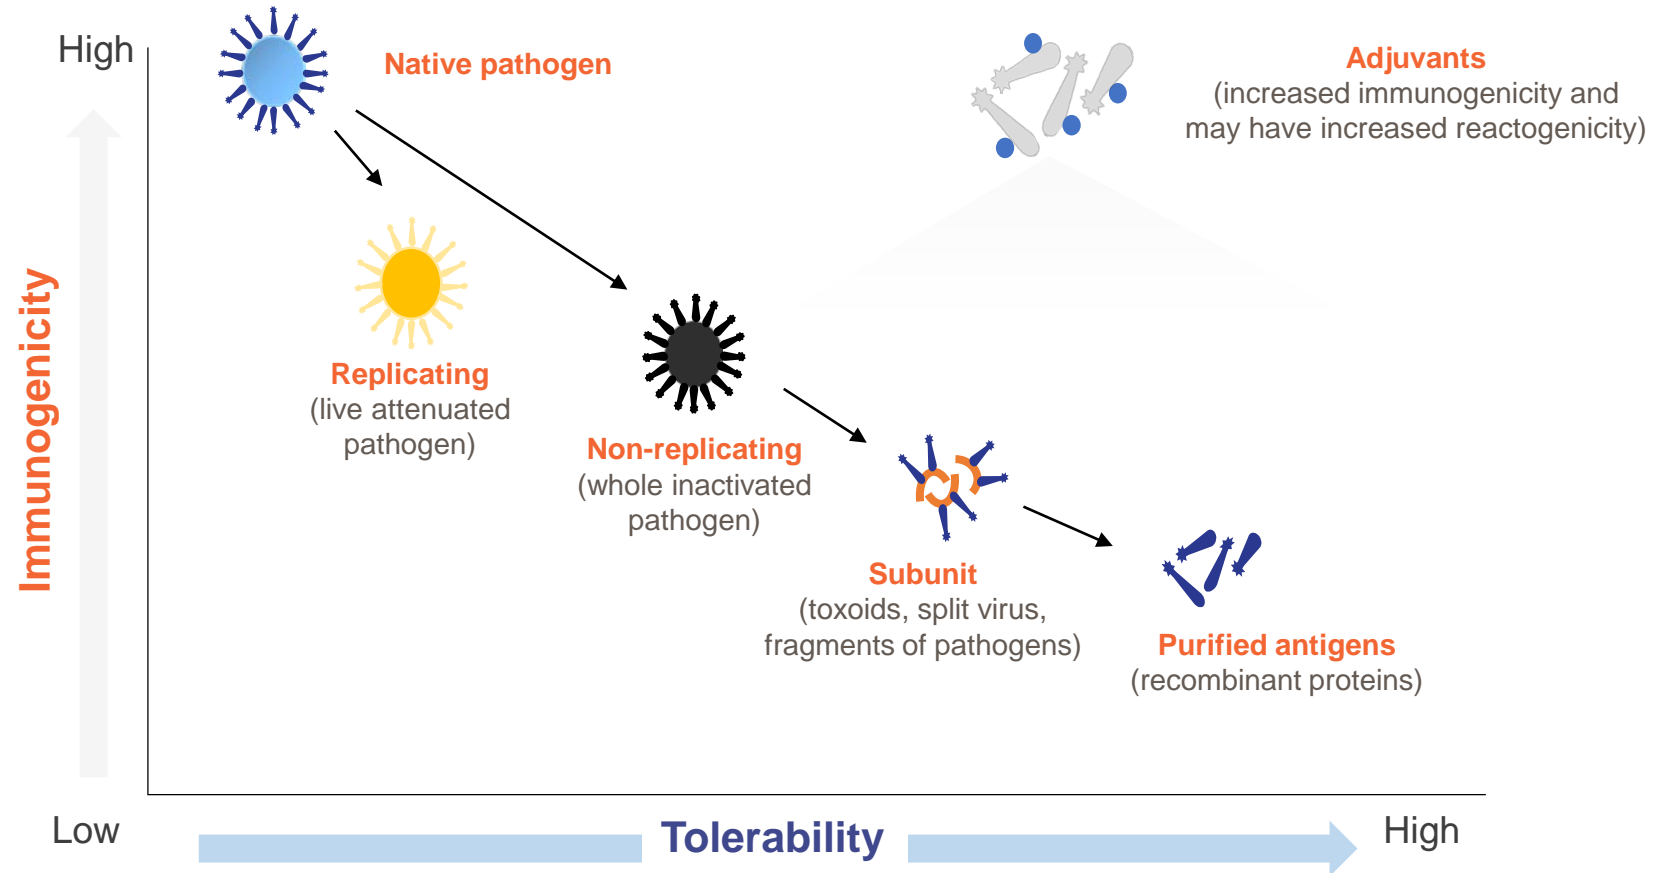 High
Native pathogen
Adjuvants
(increased immunogenicity and
may have increased reactogenicity)
Immunogenicity
Replicating
(live attenuated
pathogen)
Non-replicating
(whole inactivated
pathogen)
Subunit
(toxoids, split virus,
fragments of pathogens)
Purified antigens
(recombinant proteins)
Low
Tolerability
High